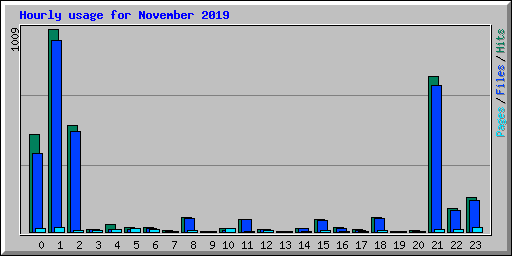 Hourly usage for November 2019
1009
Pages/Files/Hits
0 1 2 3 4 5 6 7 8 9 10 11 12 13 14 15 16 17 18 19 20 21 22 23